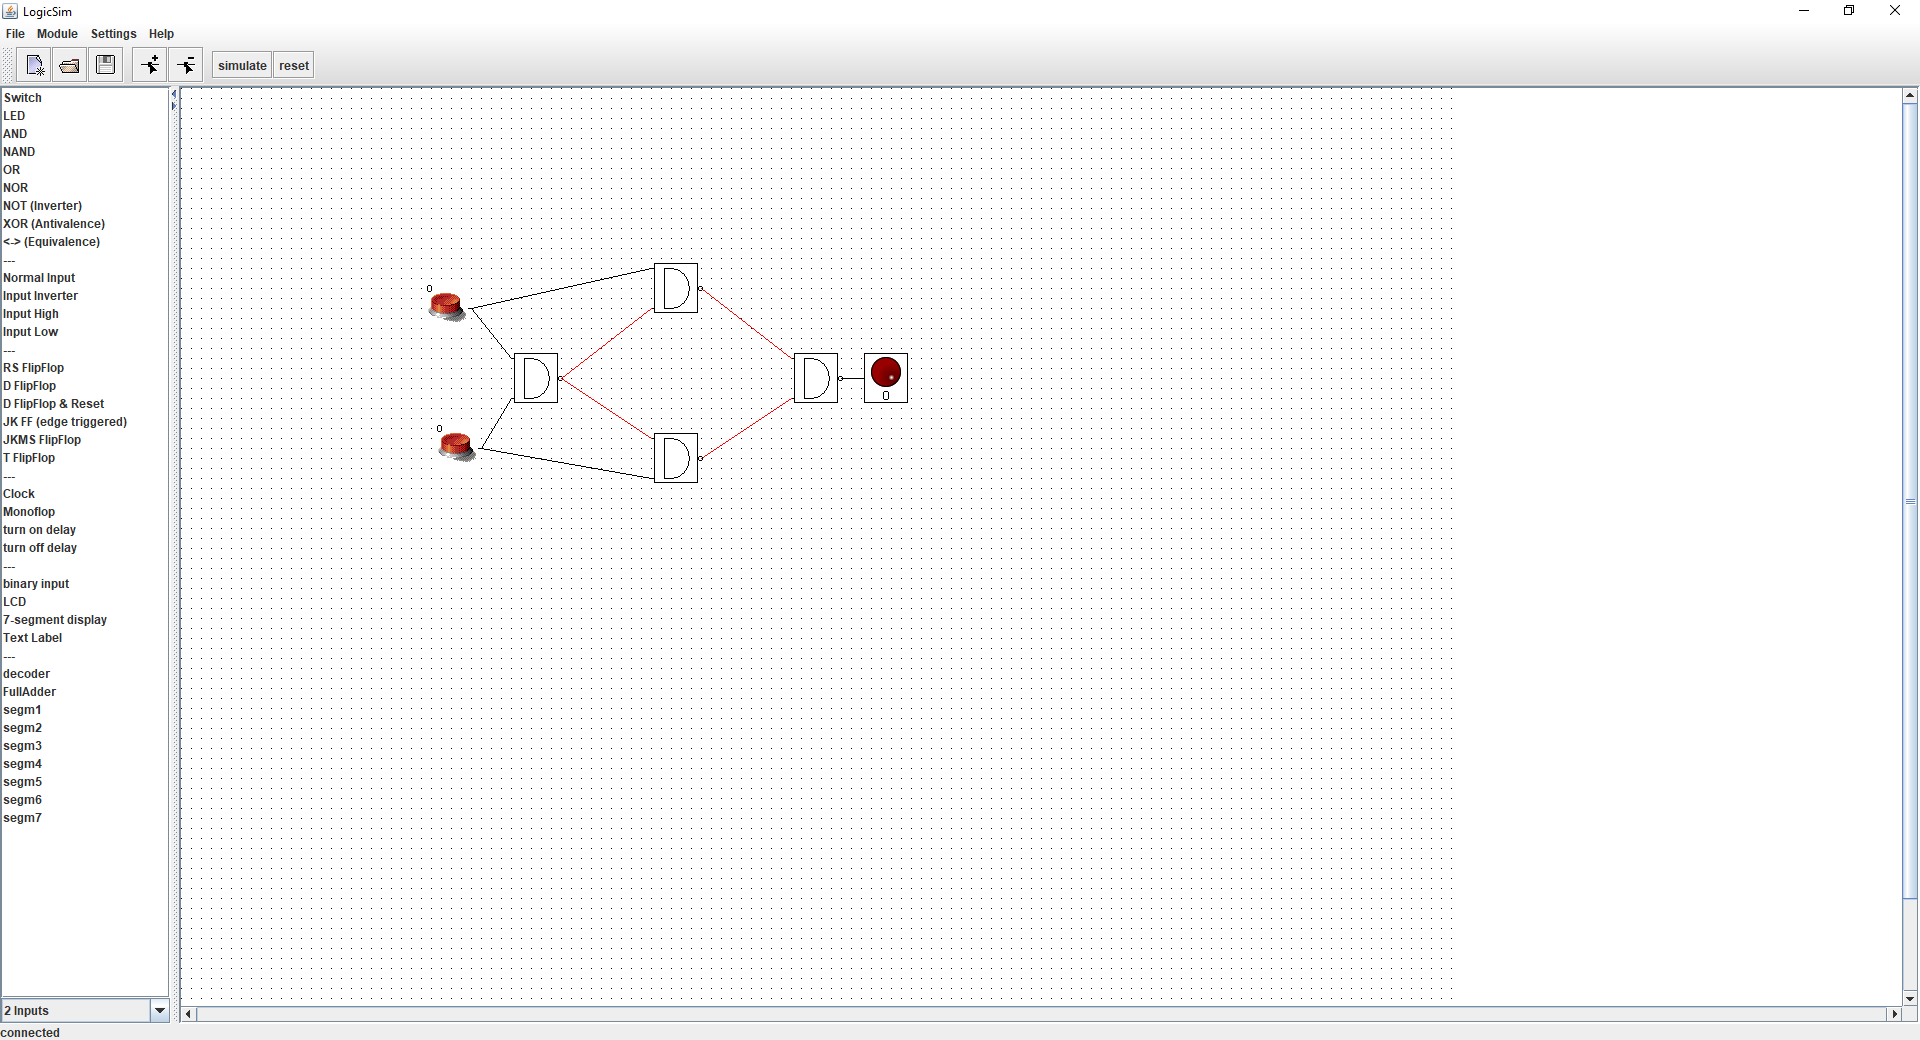 LogicSim
File Module Settings Help
simulate reset
Switch
LED
AND
NAND
OR
NOR
NOT (Inverter)
XOR (Antivalence)
<-> (Equivalence)
---
Normal Input
Input Inverter
Input High
Input Low
---
RS FlipFlop
D FlipFlop
D FlipFlop & Reset
JK FF (edge triggered)
JKMS FlipFlop
T FlipFlop
---
Clock
Monoflop
turn on delay
turn off delay
---
binary input
LCD
7-segment display
Text Label
---
decoder
FullAdder
segm1
segm2
segm3
segm4
segm5
segm6
segm7
0
0
0
2 Inputs
connected